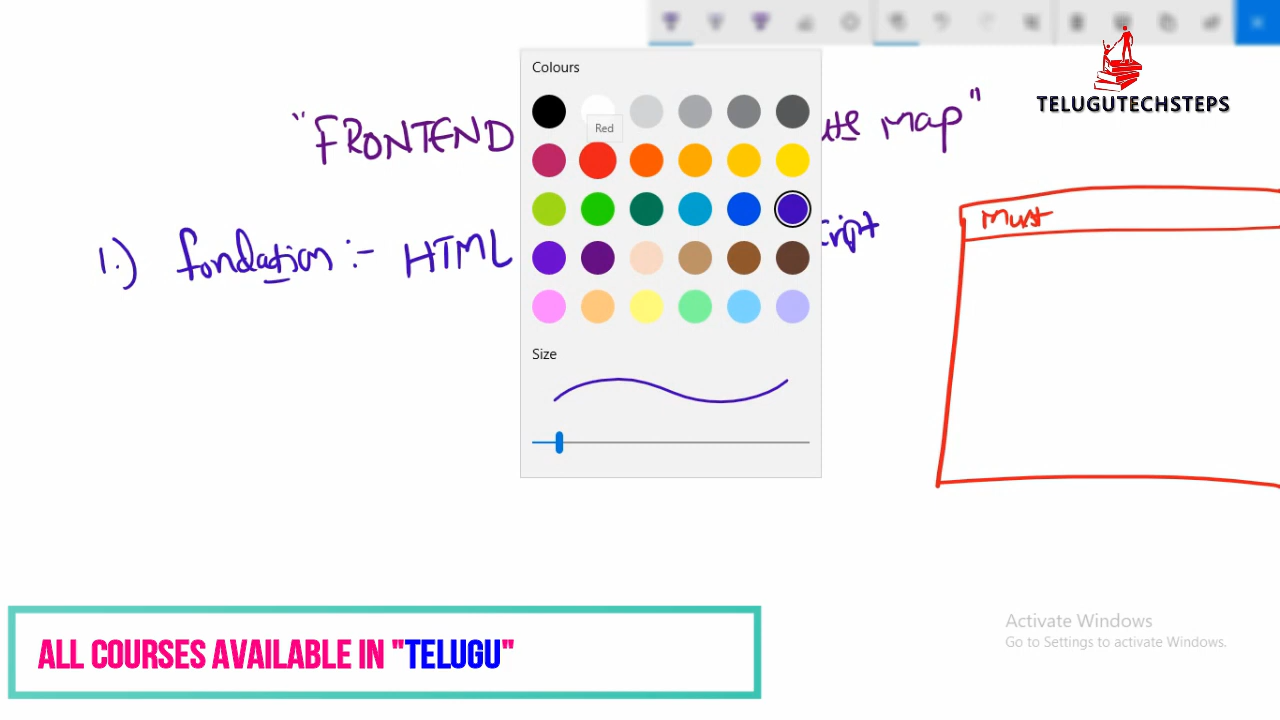 Colours
Red
TELUGUTECHSTEPS
"FRONTEND Map"
Must
1.) fondation :- HTML cript
Size
Activate Windows
Go to Settings to activate Windows.
ALL COURSES AVAILABLE IN "TELUGU"